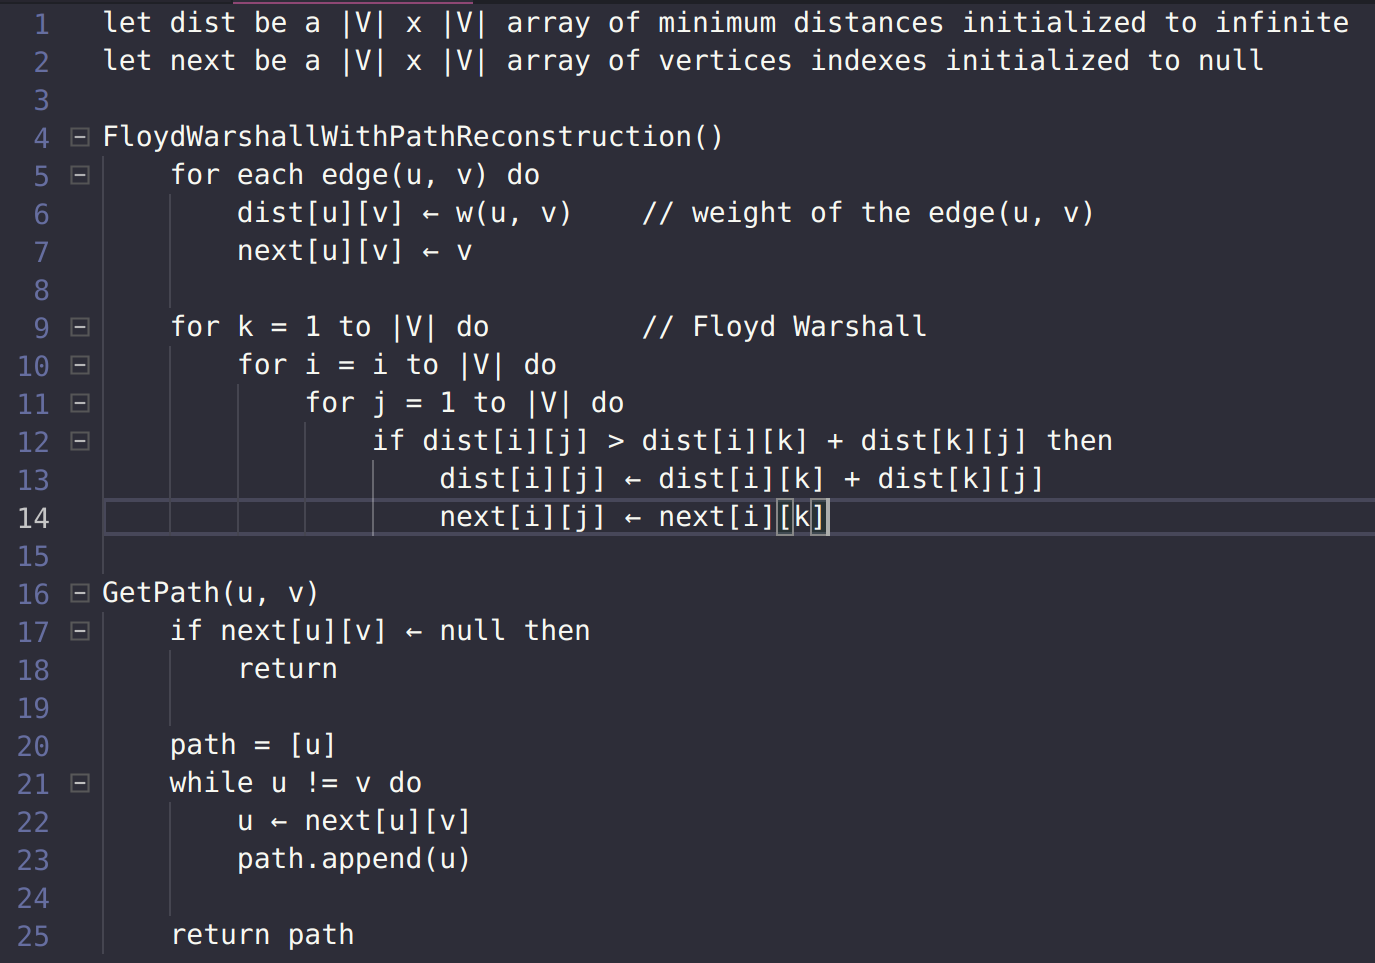 1 let dist be a |V| x |V| array of minimum distances initialized to infinite
2 let next be a |V| x |V| array of vertices indexes initialized to null
3
4 FloydWarshallWithPathReconstruction()
5     for each edge(u, v) do
6         dist[u][v] ← w(u, v)    // weight of the edge(u, v)
7         next[u][v] ← v
8
9     for k = 1 to |V| do         // Floyd Warshall
10         for i = i to |V| do
11             for j = 1 to |V| do
12                 if dist[i][j] > dist[i][k] + dist[k][j] then
13                     dist[i][j] ← dist[i][k] + dist[k][j]
14                     next[i][j] ← next[i][k]
15
16 GetPath(u, v)
17     if next[u][v] ← null then
18         return
19
20     path = [u]
21     while u != v do
22         u ← next[u][v]
23         path.append(u)
24
25     return path